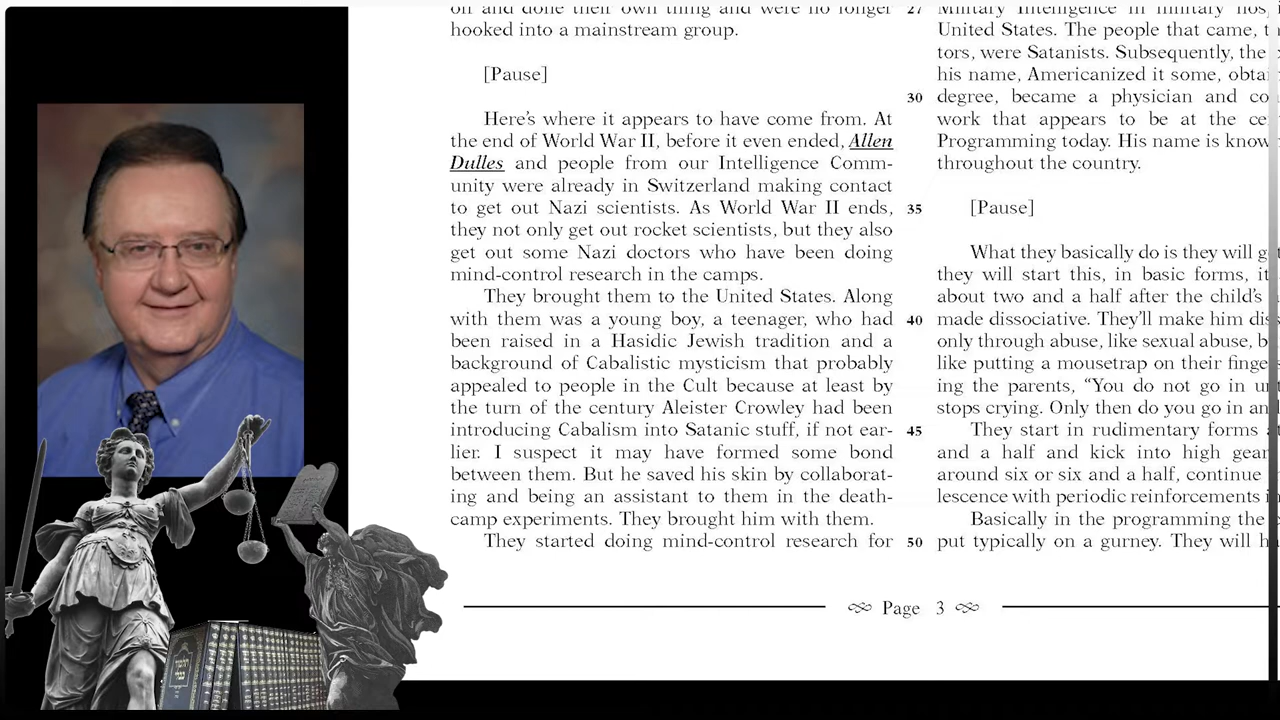 off and done their own thing and were no longer
hooked into a mainstream group.
[Pause]
Here's where it appears to have come from. At
the end of World War II, before it even ended, Allen
Dulles and people from our Intelligence Comm-
unity were already in Switzerland making contact
to get out Nazi scientists. As World War II ends,
they not only get out rocket scientists, but they also
get out some Nazi doctors who have been doing
mind-control research in the camps.
They brought them to the United States. Along
with them was a young boy, a teenager, who had
been raised in a Hasidic Jewish tradition and a
background of Cabalistic mysticism that probably
appealed to people in the Cult because at least by
the turn of the century Aleister Crowley had been
introducing Cabalism into Satanic stuff, if not ear-
lier. I suspect it may have formed some bond
between them. But he saved his skin by collaborat-
ing and being an assistant to them in the death-
camp experiments. They brought him with them.
They started doing mind-control research for
27 Military Intelligence in military
United States. The people that came,
tors, were Satanists. Subsequently, the
his name, Americanized it some,
30 degree, became a physician and
work that appears to be at the
Programming today. His name is
throughout the country.
35 [Pause]
What they basically do is they will
they will start this, in basic forms, it
about two and a half after the child's
40 made dissociative. They'll make him
only through abuse, like sexual abuse,
like putting a mousetrap on their
ing the parents, "You do not go in
stops crying. Only then do you go in
45 They start in rudimentary forms
and a half and kick into high gear
around six or six and a half, continue
lescence with periodic reinforcements
Basically in the programming the
50 put typically on a gurney. They will
Page 3